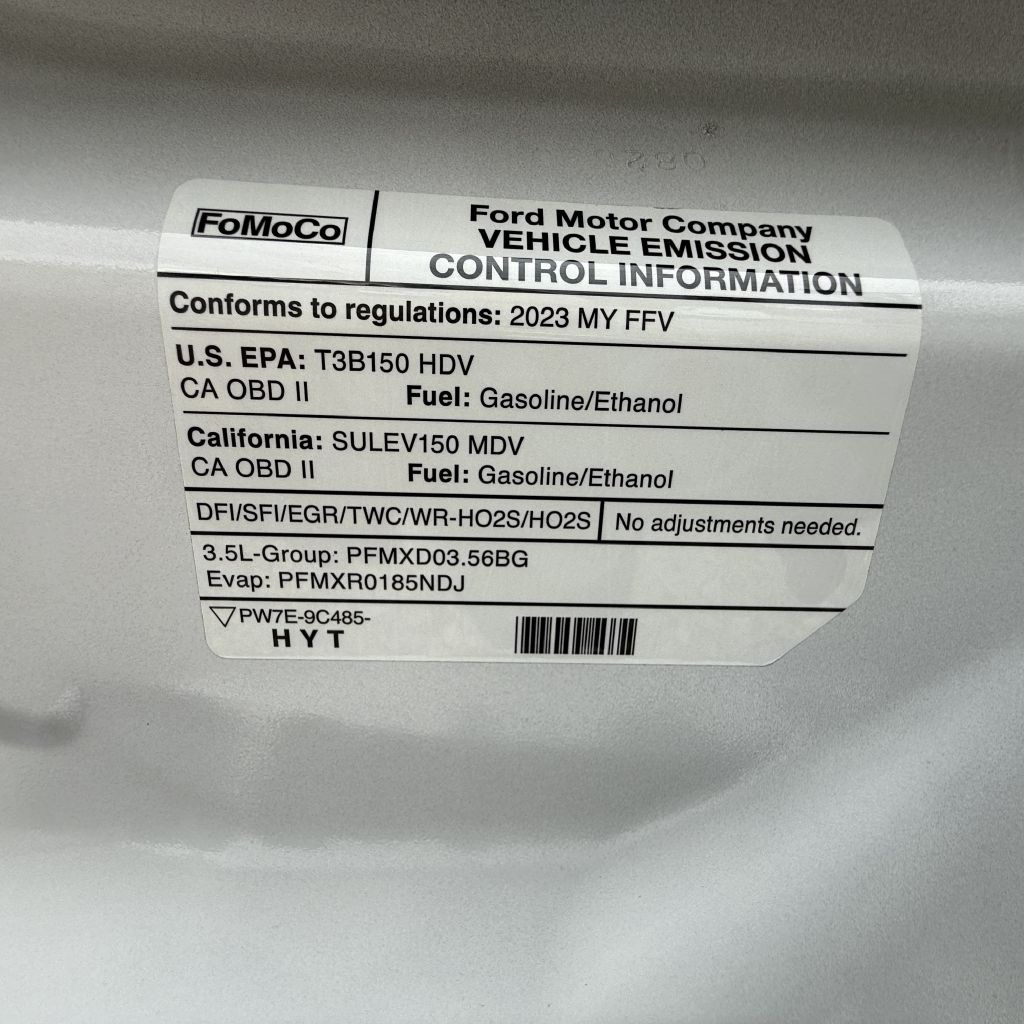 FoMoCo
Ford Motor Company
VEHICLE EMISSION
CONTROL INFORMATION
Conforms to regulations: 2023 MY FFV
U.S. EPA: T3B150 HDV
CA OBD II Fuel: Gasoline/Ethanol
California: SULEV150 MDV
CA OBD II Fuel: Gasoline/Ethanol
DFI/SFI/EGR/TWC/WR-HO2S/HO2S No adjustments needed.
3.5L-Group: PFMXD03.56BG
Evap: PFMXR0185NDJ
PW7E-9C485-
H Y T